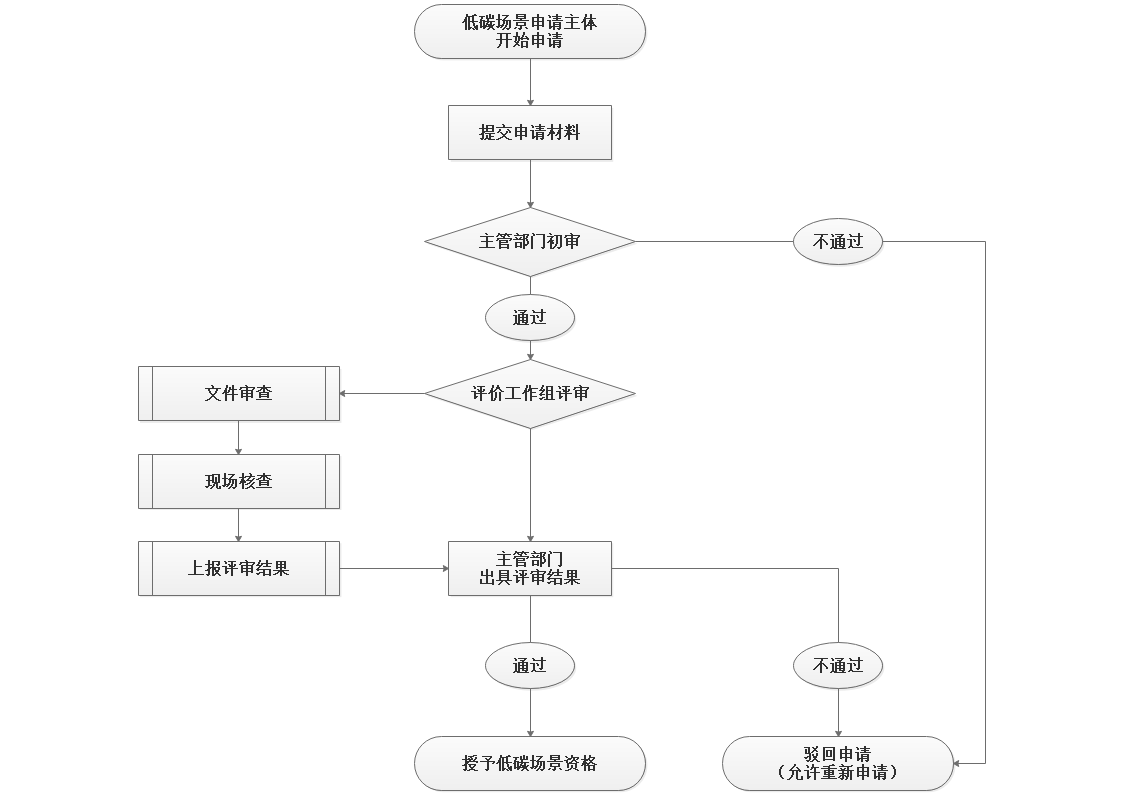 低碳场景申请主体
开始申请
提交申请材料
主管部门初审
不通过
通过
评价工作组评审
文件审查
现场核查
上报评审结果
主管部门
出具评审结果
通过
不通过
授予低碳场景资格
驳回申请
（允许重新申请）